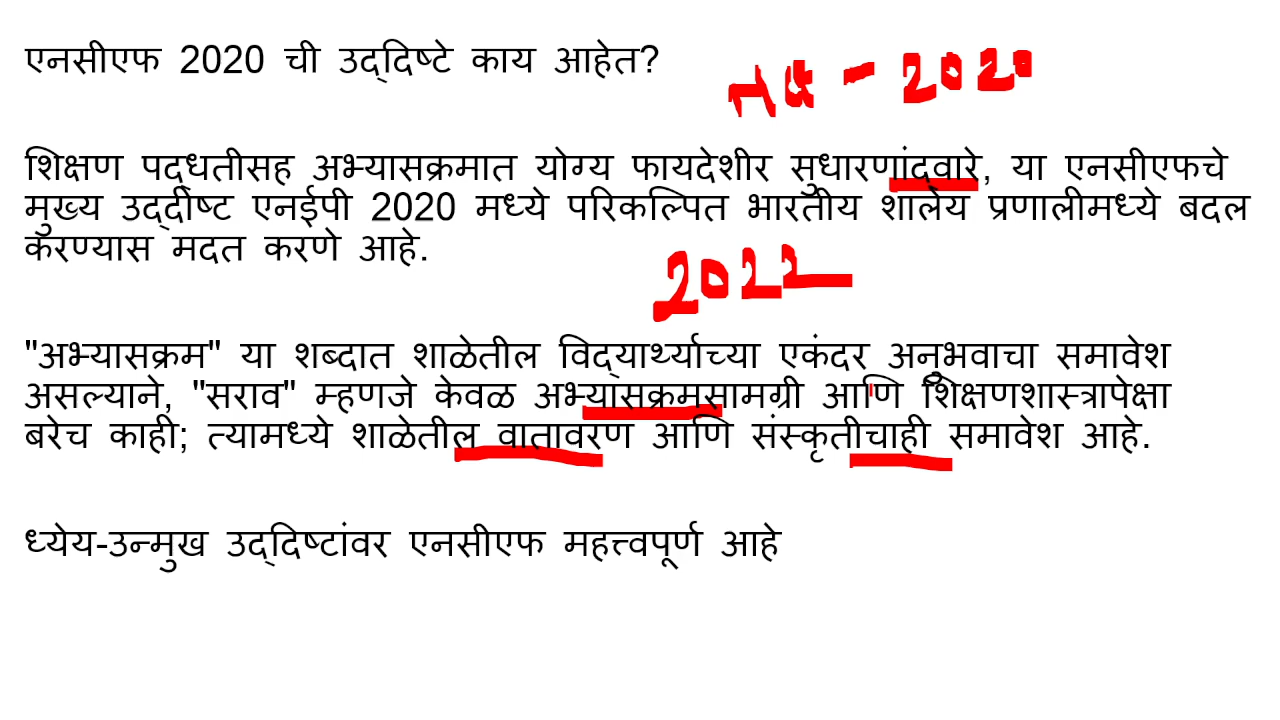 एनसीएफ 2020 ची उद्दिष्टे काय आहेत?
- 2020
शिक्षण पद्धतीसह अभ्यासक्रमात योग्य फायदेशीर सुधारणांद्वारे, या एनसीएफचे
मुख्य उद्दीष्ट एनईपी 2020 मध्ये परिकल्पित भारतीय शालेय प्रणालीमध्ये बदल
करण्यास मदत करणे आहे.
2022
"अभ्यासक्रम" या शब्दात शाळेतील विद्यार्थ्याच्या एकंदर अनुभवाचा समावेश
असल्याने, "सराव" म्हणजे केवळ अभ्यासक्रमसामग्री आणि शिक्षणशास्त्रापेक्षा
बरेच काही; त्यामध्ये शाळेतील वातावरण आणि संस्कृतीचाही समावेश आहे.
ध्येय-उन्मुख उद्दिष्टांवर एनसीएफ महत्त्वपूर्ण आहे